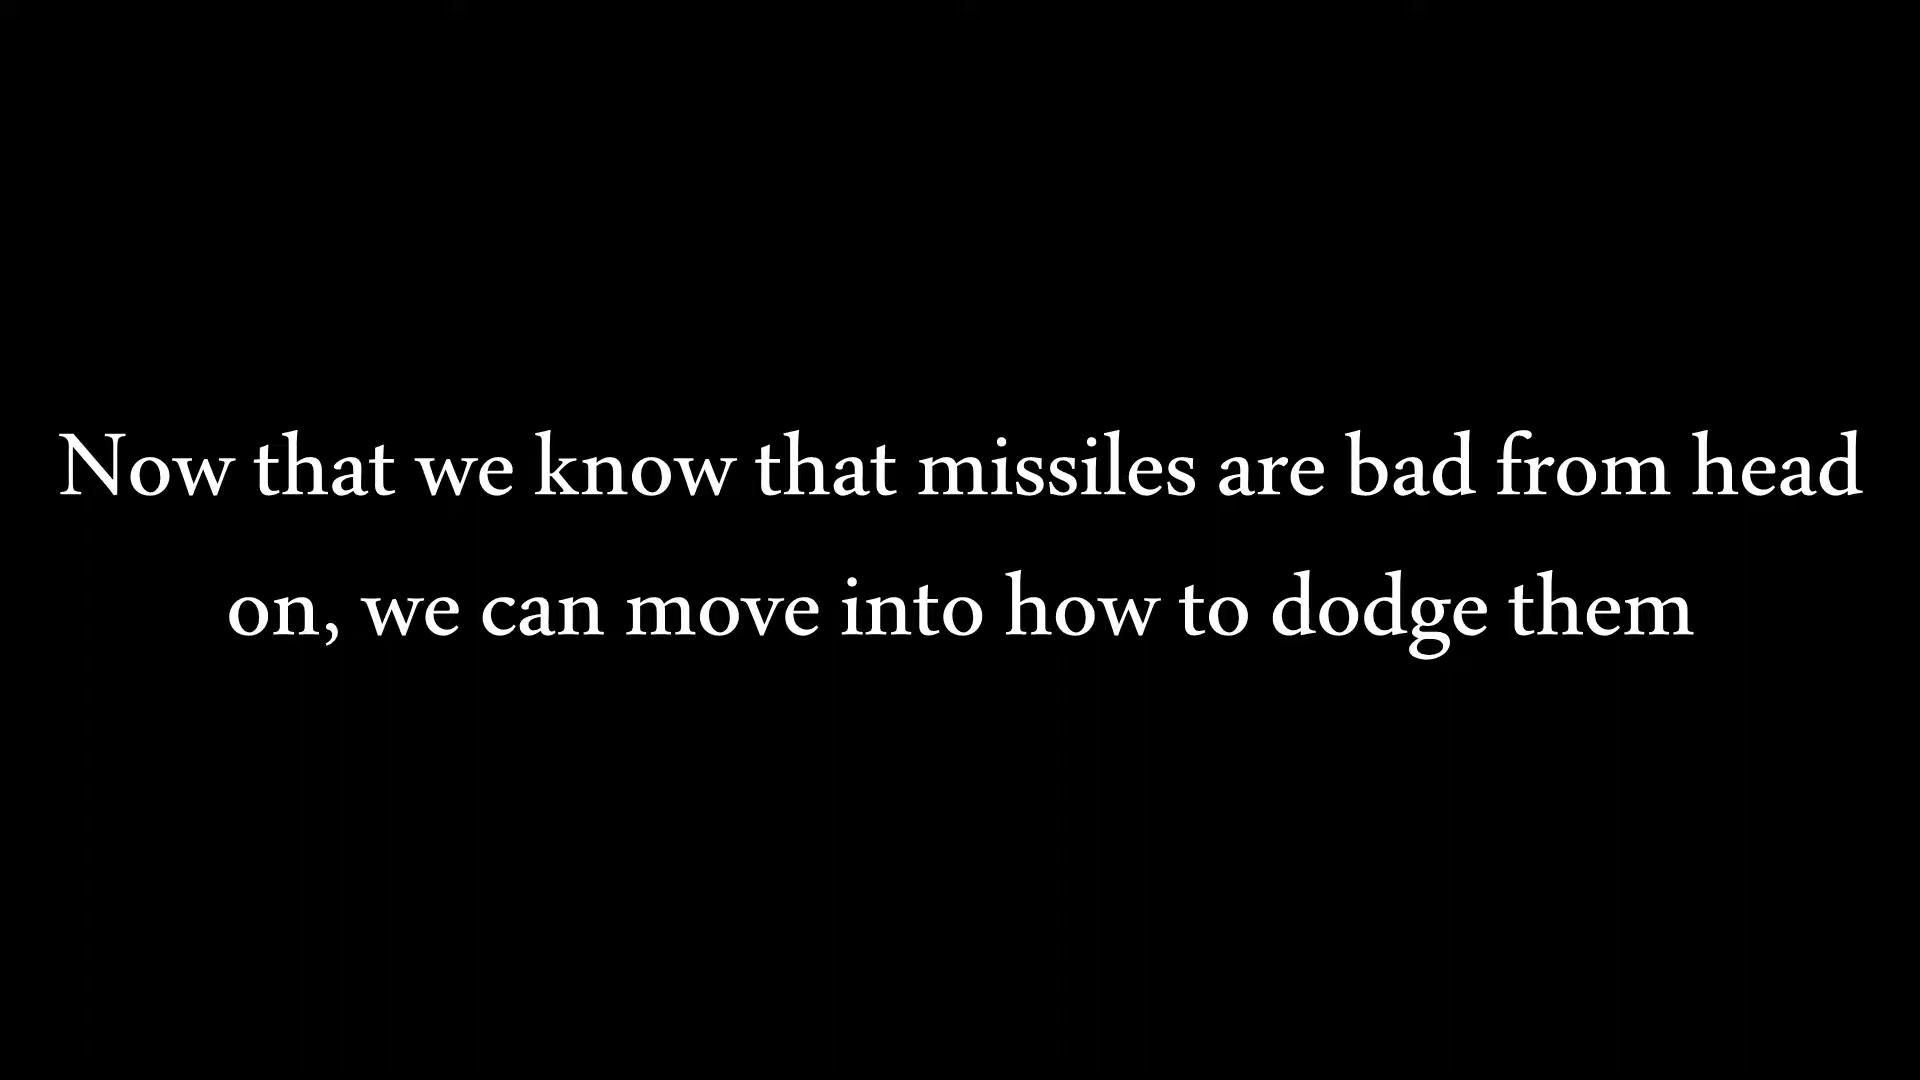 Now that we know that missiles are bad from head
on, we can move into how to dodge them